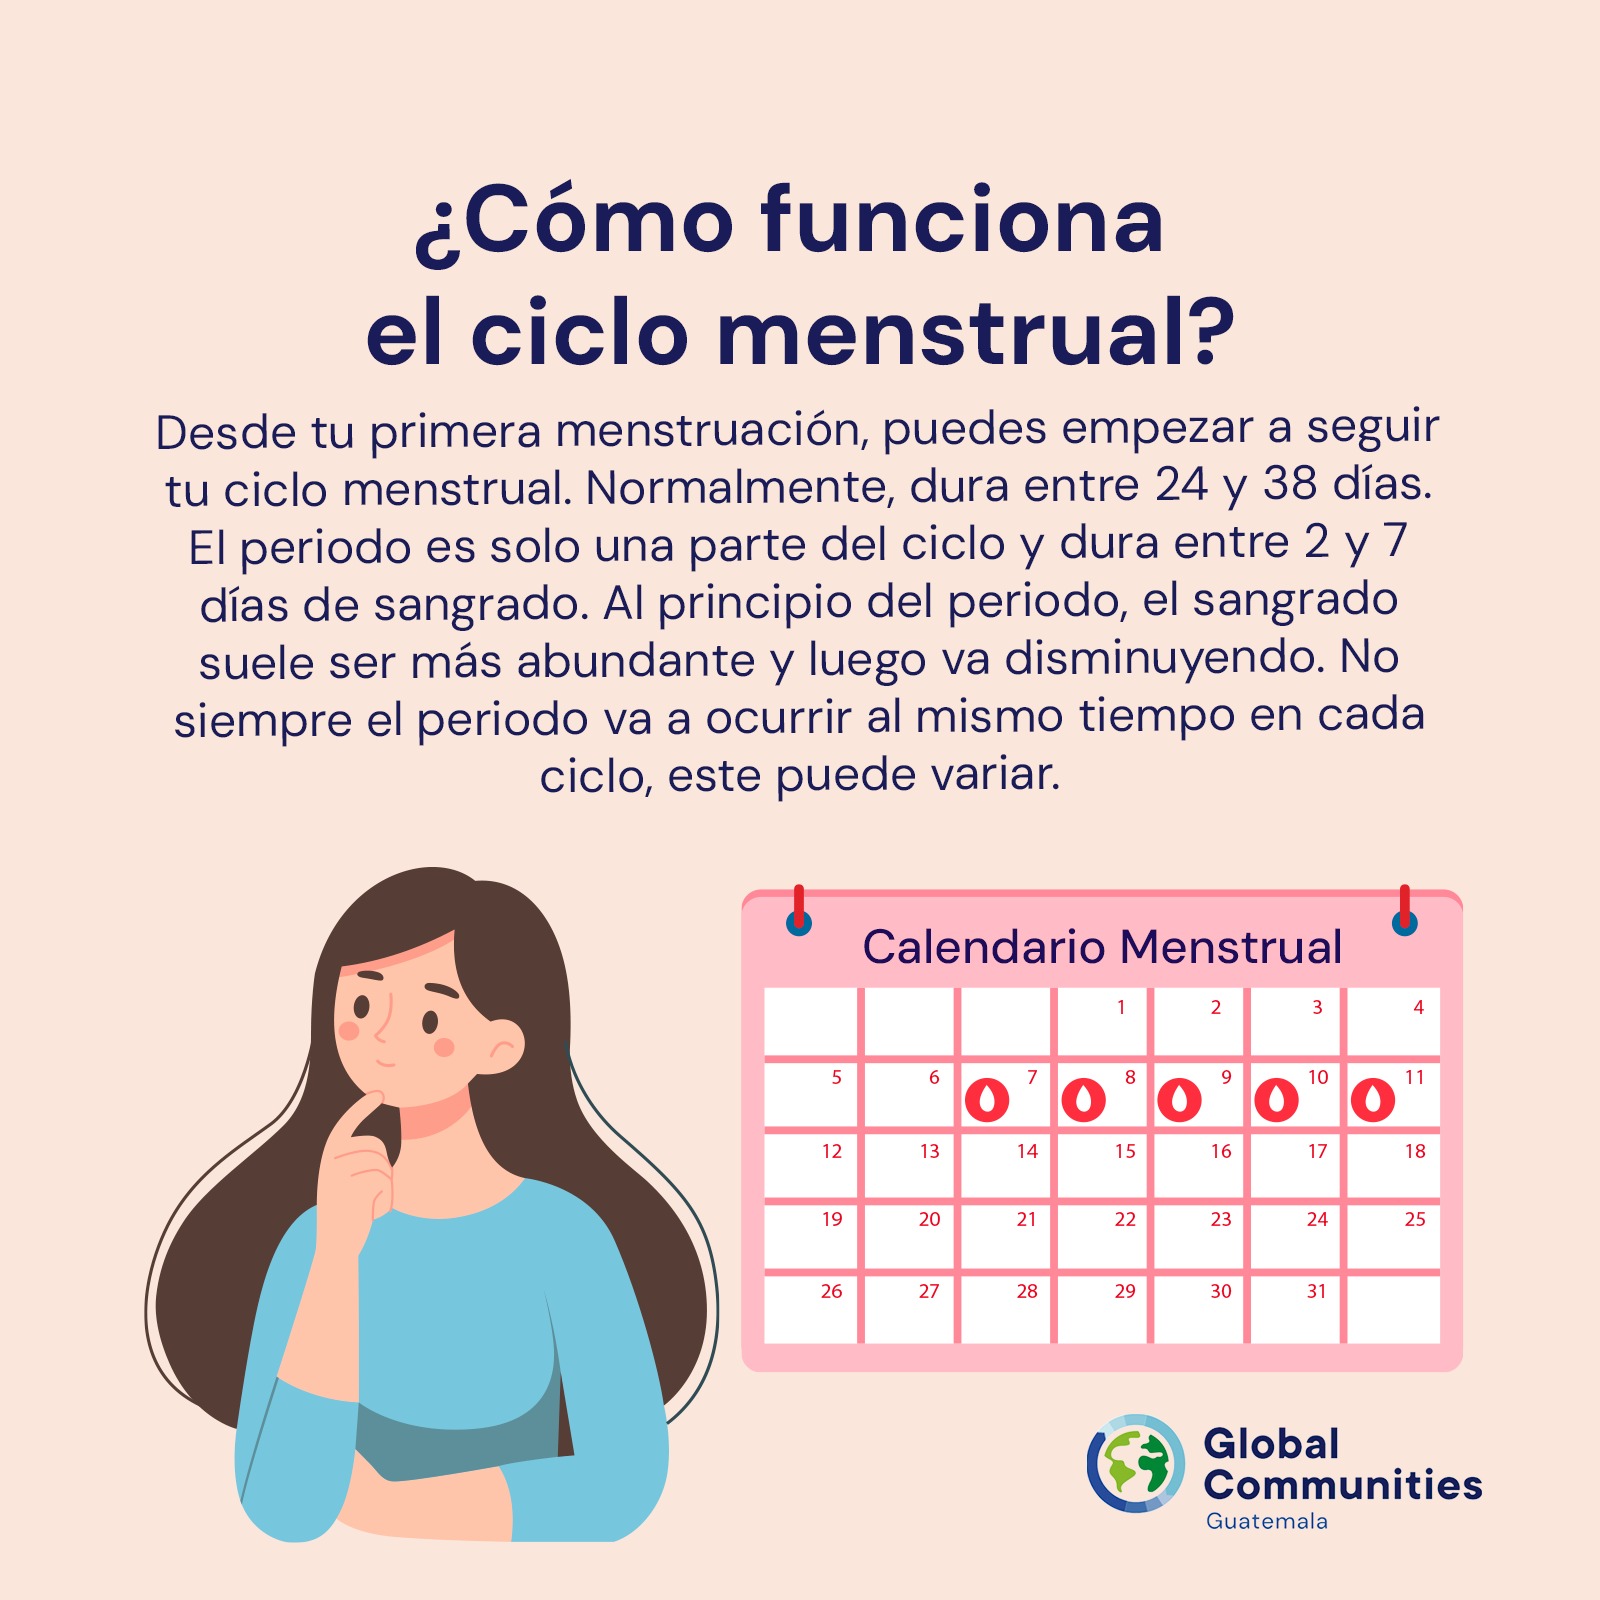 ¿Cómo funciona
el ciclo menstrual?
Desde tu primera menstruación, puedes empezar a seguir
tu ciclo menstrual. Normalmente, dura entre 24 y 38 días.
El periodo es solo una parte del ciclo y dura entre 2 y 7
días de sangrado. Al principio del periodo, el sangrado
suele ser más abundante y luego va disminuyendo. No
siempre el periodo va a ocurrir al mismo tiempo en cada
ciclo, este puede variar.
Calendario Menstrual
1 2 3 4
5 6 7 8 9 10 11
12 13 14 15 16 17 18
19 20 21 22 23 24 25
26 27 28 29 30 31
Global
Communities
Guatemala